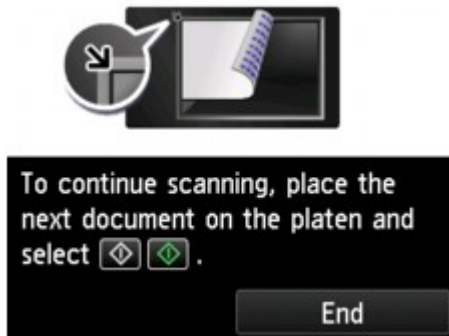 To continue scanning, place the
next document on the platen and
select .
End